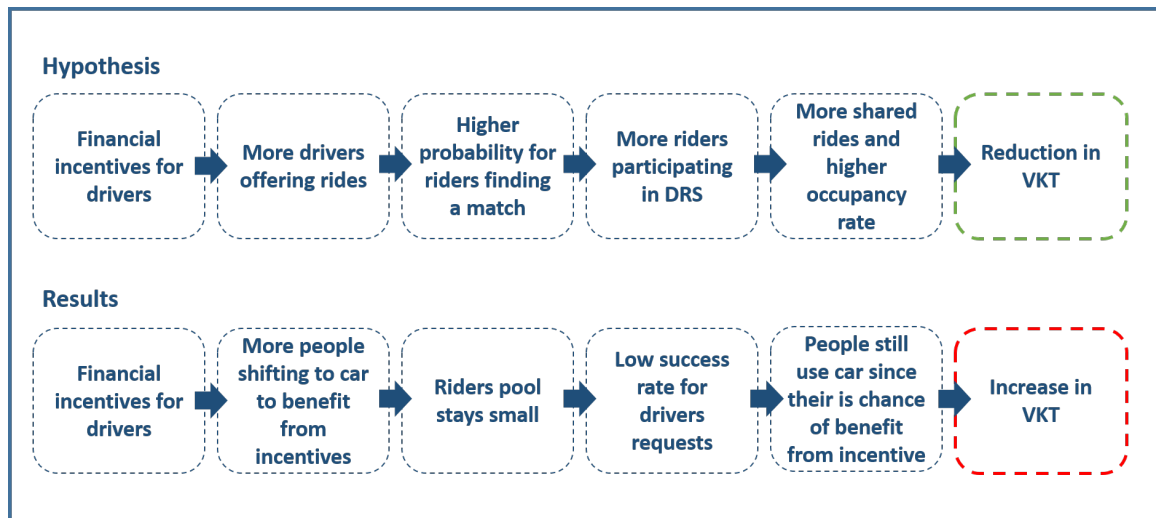 Hypothesis
Financial
incentives for
drivers
More drivers
offering rides
Higher
probability for
riders finding
a match
More riders
participating
in DRS
More shared
rides and
higher
occupancy
rate
Reduction in
VKT
Results
Financial
incentives for
drivers
More people
shifting to car
to benefit
from
incentives
Riders pool
stays small
Low success
rate for
drivers
requests
People still
use car since
their is chance
of benefit
from incentive
Increase in
VKT